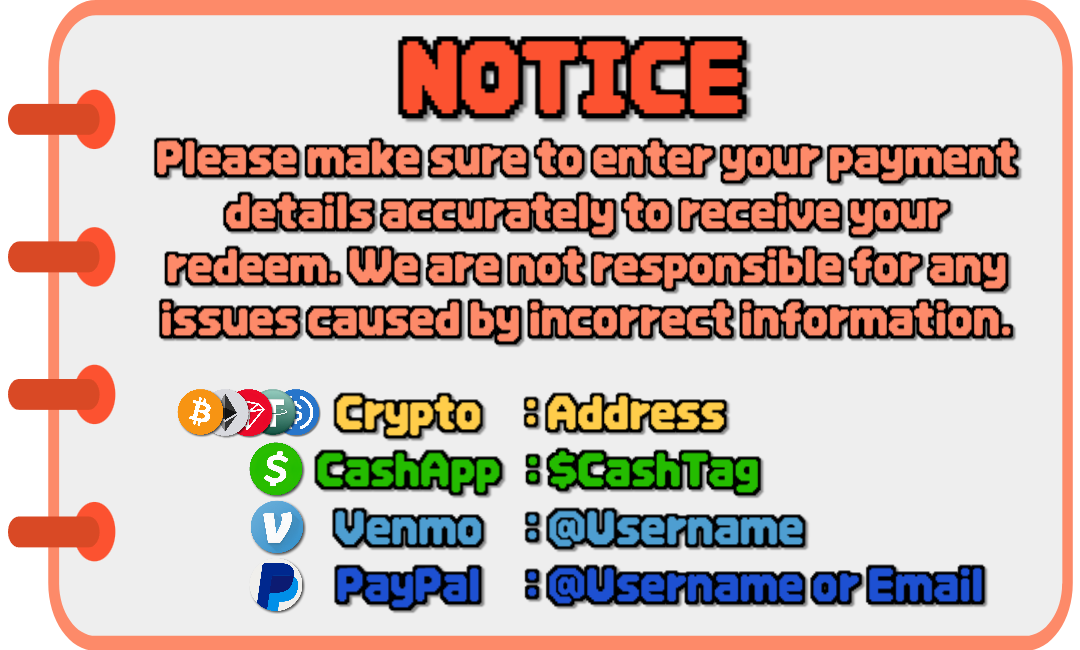 NOTICE
Please make sure to enter your payment
details accurately to receive your
redeem. We are not responsible for any
issues caused by incorrect information.
Crypto : Address
$ CashApp : $CashTag
Venmo : @Username
PayPal : @Username or Email